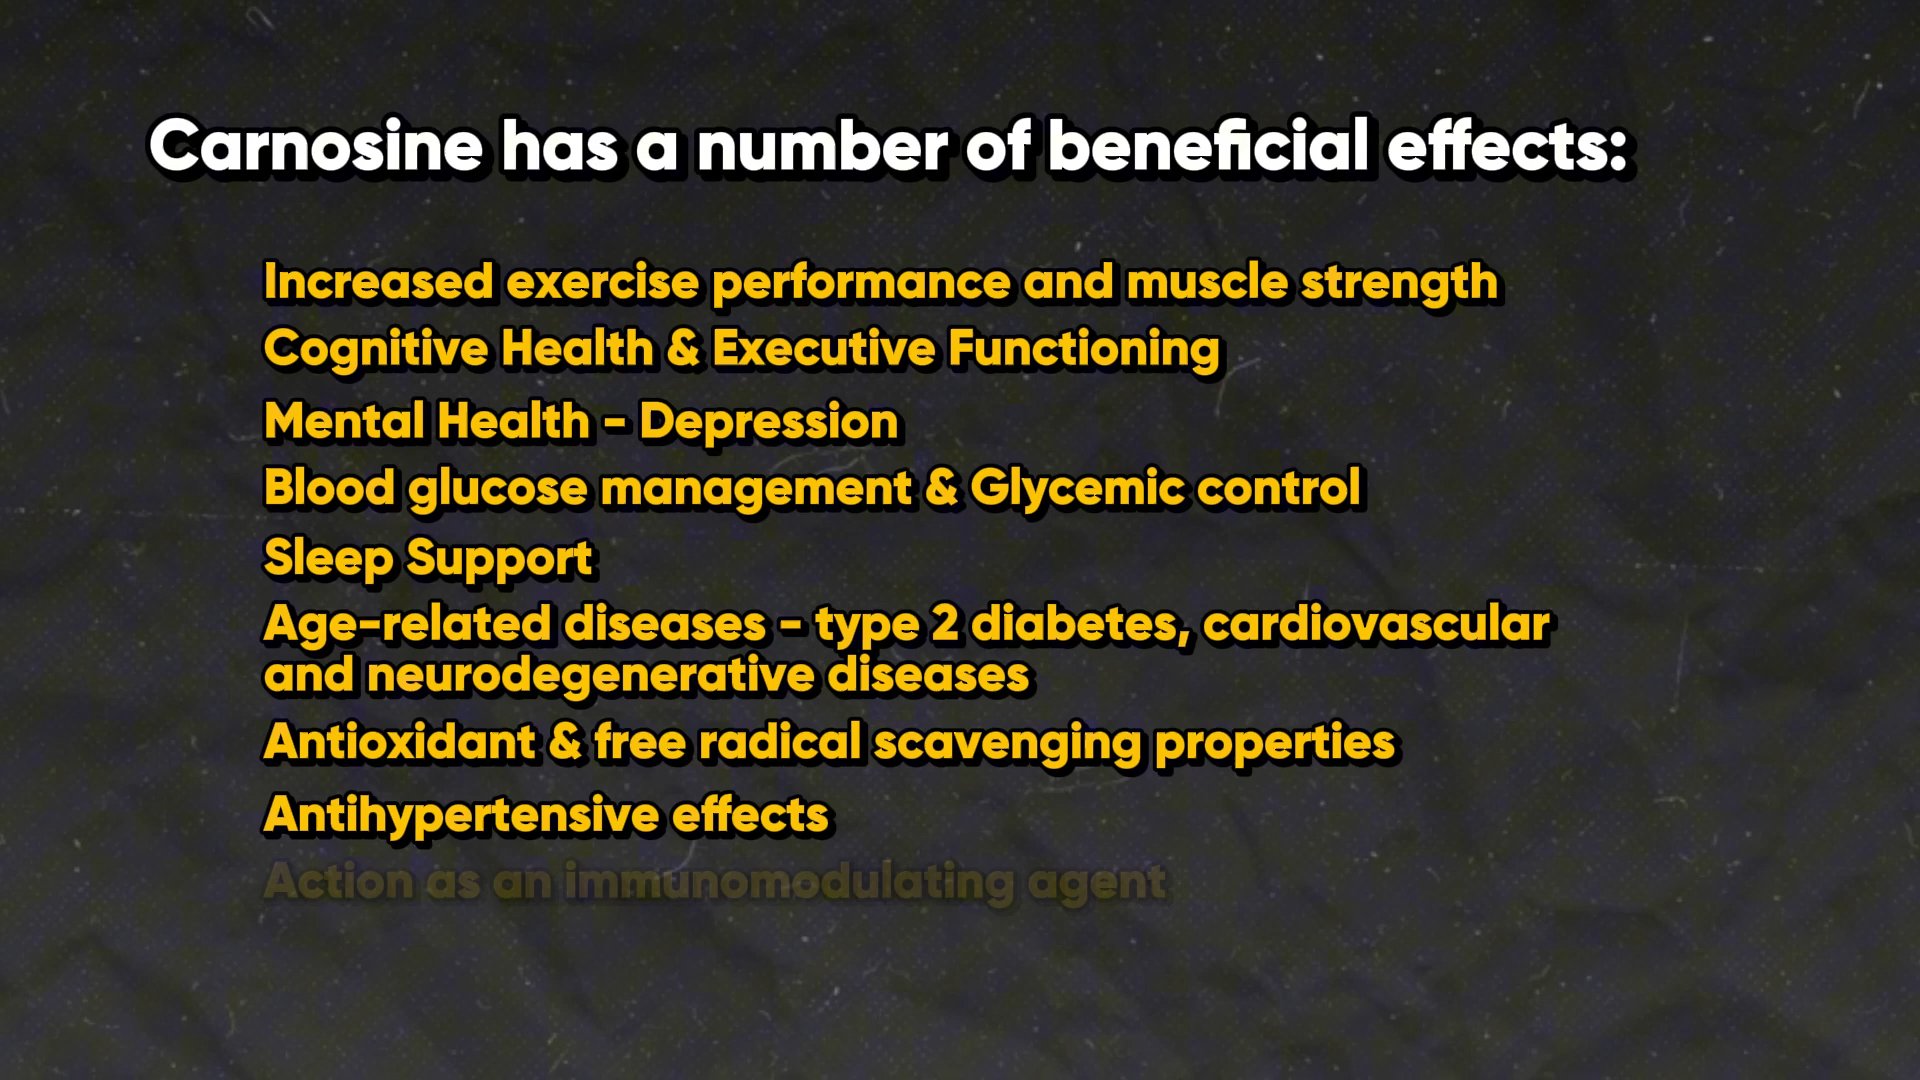 Carnosine has a number of beneficial effects:
Increased exercise performance and muscle strength
Cognitive Health & Executive Functioning
Mental Health - Depression
Blood glucose management & Glycemic control
Sleep Support
Age-related diseases - type 2 diabetes, cardiovascular
and neurodegenerative diseases
Antioxidant & free radical scavenging properties
Antihypertensive effects
Action as an immunomodulating agent